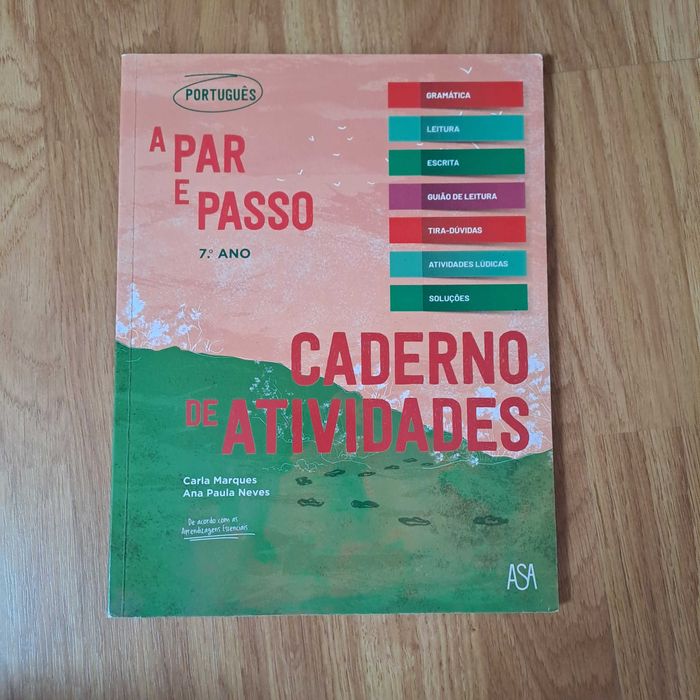 PORTUGUÊS
A PAR
E PASSO
7.º ANO
GRAMÁTICA
LEITURA
ESCRITA
GUIÃO DE LEITURA
TIRA-DÚVIDAS
ATIVIDADES LÚDICAS
SOLUÇÕES
CADERNO
DE ATIVIDADES
Carla Marques
Ana Paula Neves
De acordo com as
Aprendizagens Essenciais
ASA